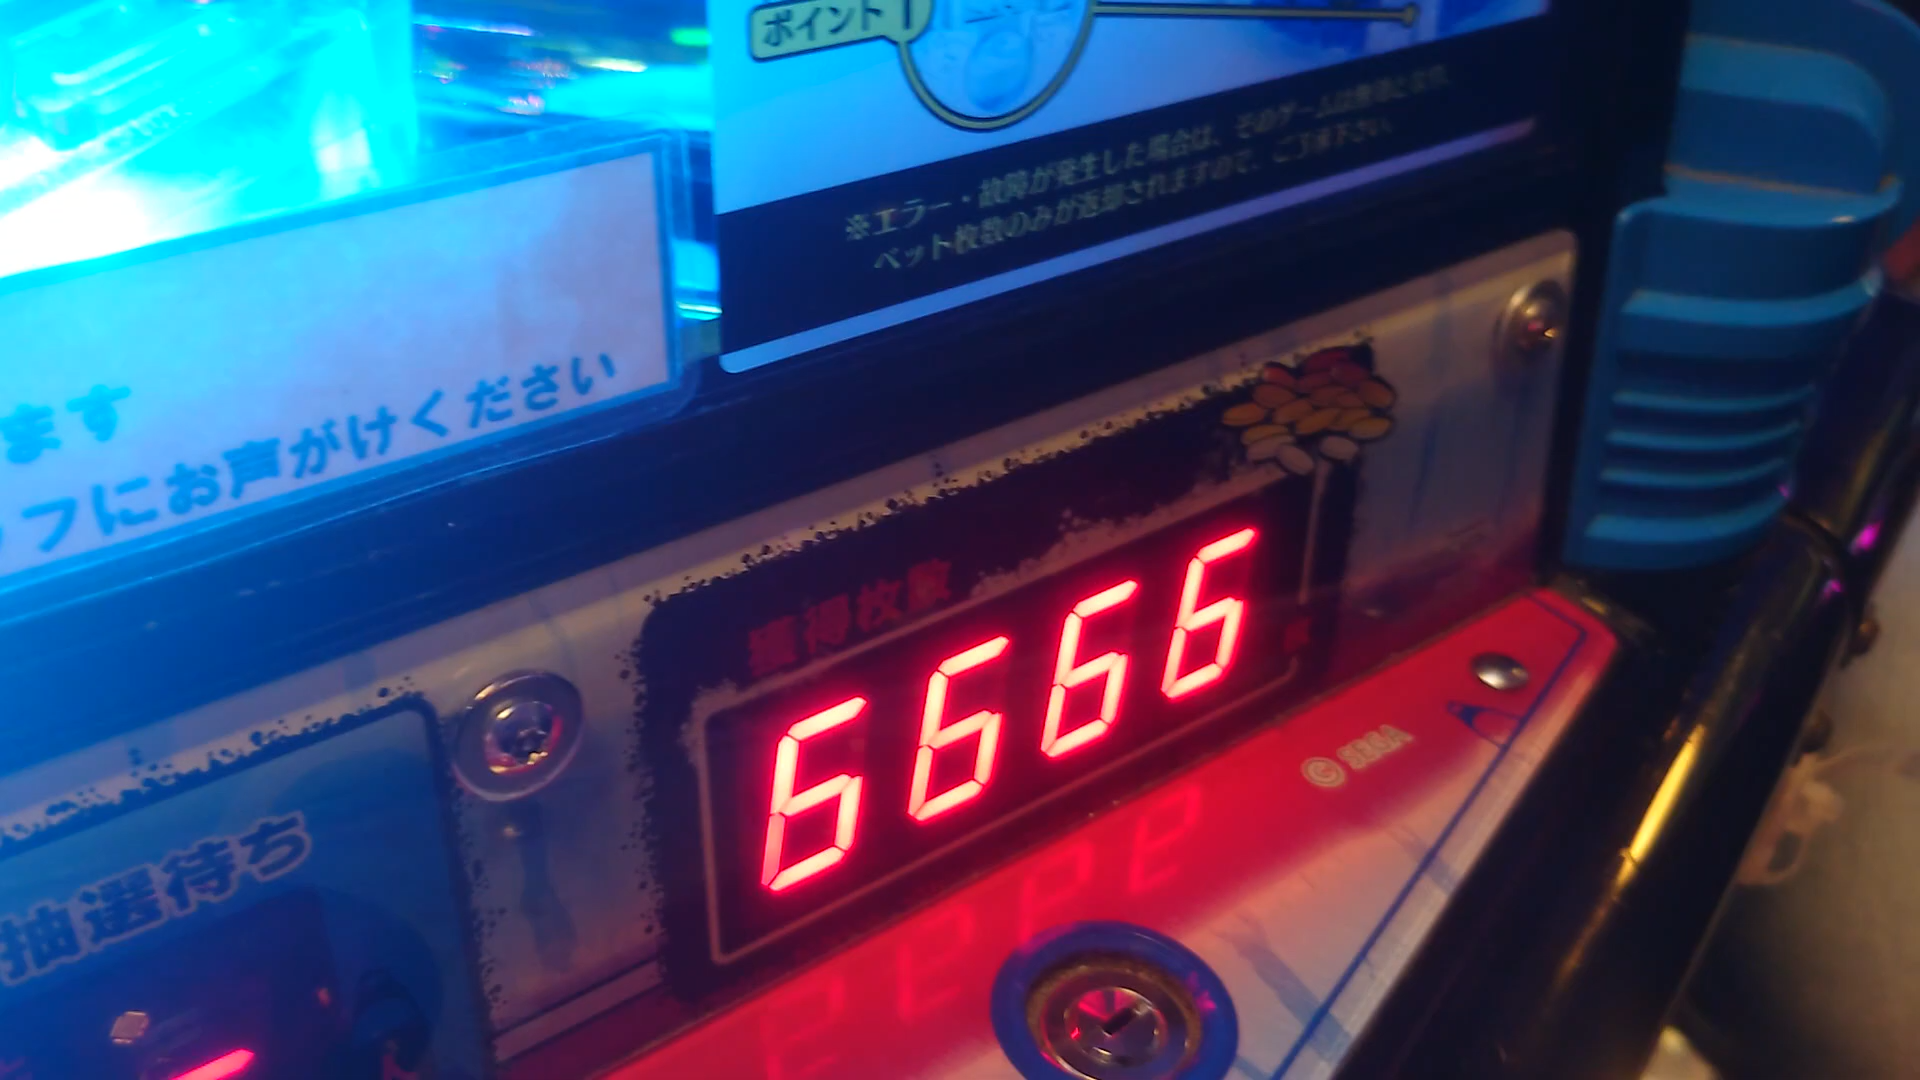 ポイント1
※エラー・故障が発生した場合は、そのゲームは無効となり、
ベット枚数のみが返却されますので、ご了承下さい。
ます
ッフにお声がけください
獲得枚数
6666
枚
© SEGA
抽選待ち